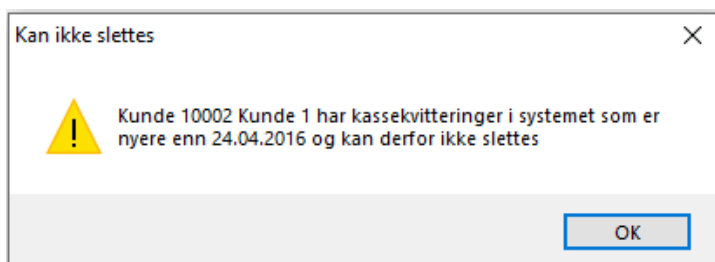 Kan ikke slettes
Kunde 10002 Kunde 1 har kassekvitteringer i systemet som er
nyere enn 24.04.2016 og kan derfor ikke slettes
OK